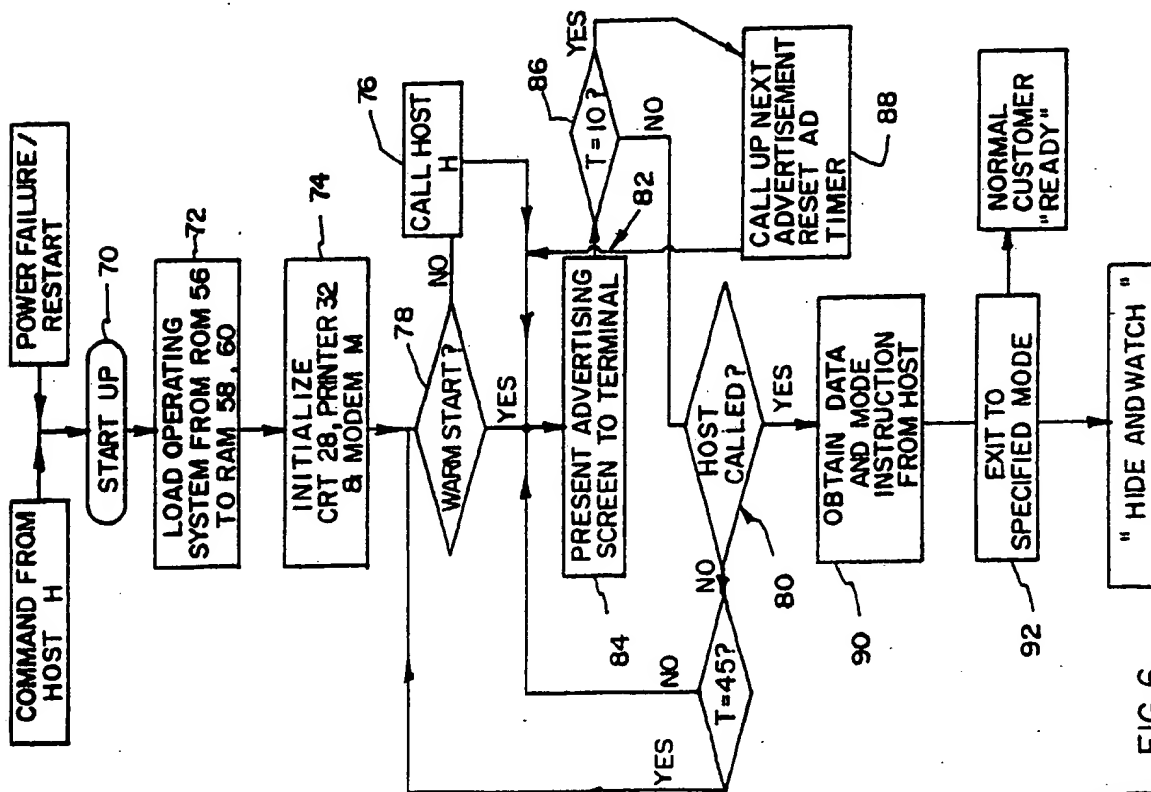 COMMAND FROM
HOST H
POWER FAILURE /
RESTART
START UP
70
LOAD OPERATING
SYSTEM FROM ROM 56
TO RAM 58, 60
72
INITIALIZE
CRT 28, PRINTER 32
& MODEM M
74
WARM START?
78
NO
YES
CALL HOST
H
76
PRESENT ADVERTISING
SCREEN TO TERMINAL
84
82
T=10?
86
YES
NO
CALL UP NEXT
ADVERTISEMENT
RESET AD
TIMER
88
HOST
CALLED?
80
NO
YES
T=45?
NO
YES
OBTAIN DATA
AND MODE
INSTRUCTION
FROM HOST
90
EXIT TO
SPECIFIED MODE
92
NORMAL
CUSTOMER
"READY"
" HIDE ANDWATCH "
FIG. 6